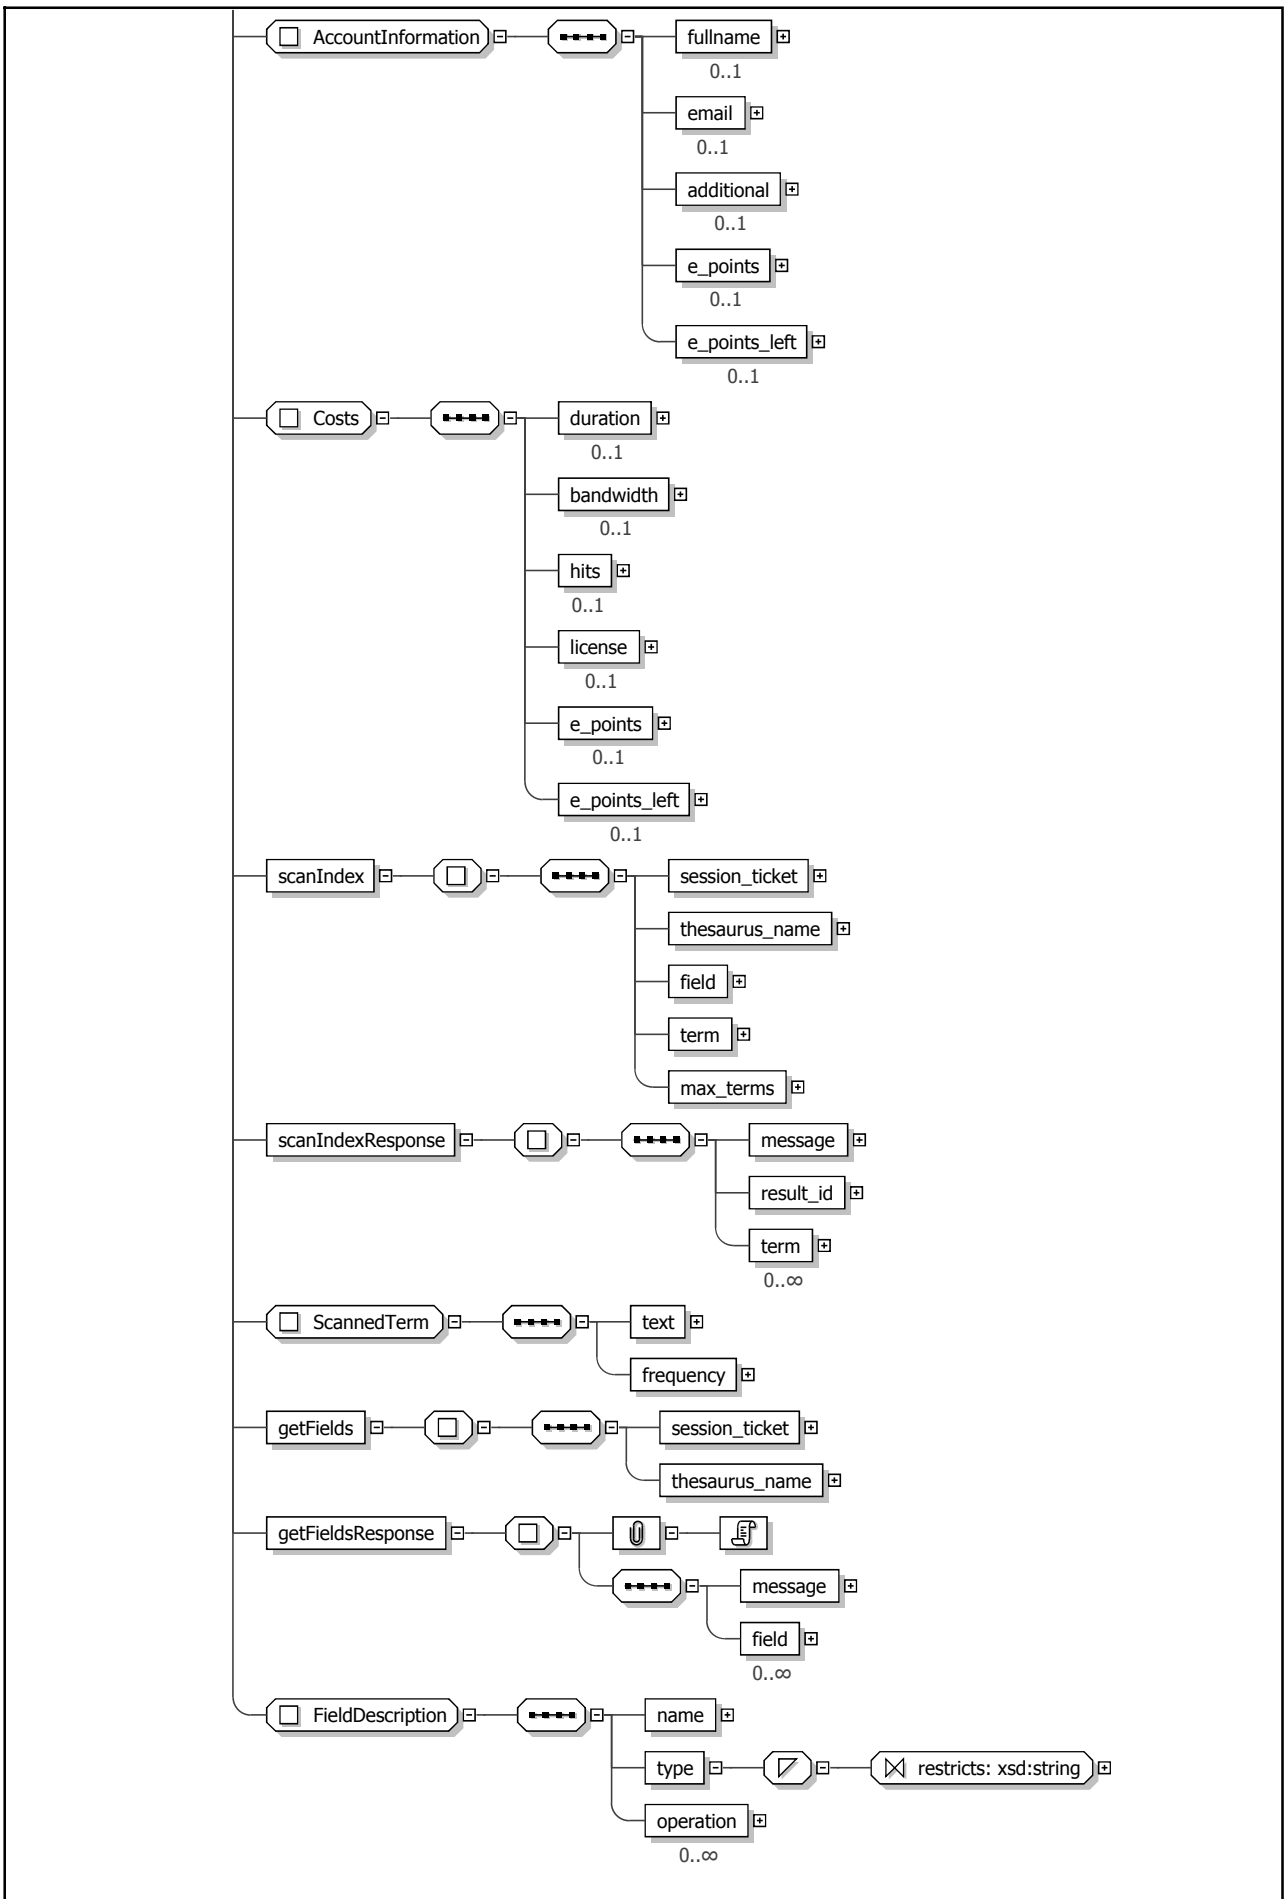 AccountInformation
fullname
0..1
email
0..1
additional
0..1
e_points
0..1
e_points_left
0..1
Costs
duration
0..1
bandwidth
0..1
hits
0..1
license
0..1
e_points
0..1
e_points_left
0..1
scanIndex
session_ticket
thesaurus_name
field
term
max_terms
scanIndexResponse
message
result_id
term
0..∞
ScannedTerm
text
frequency
getFields
session_ticket
thesaurus_name
getFieldsResponse
message
field
0..∞
FieldDescription
name
type
restricts: xsd:string
operation
0..∞